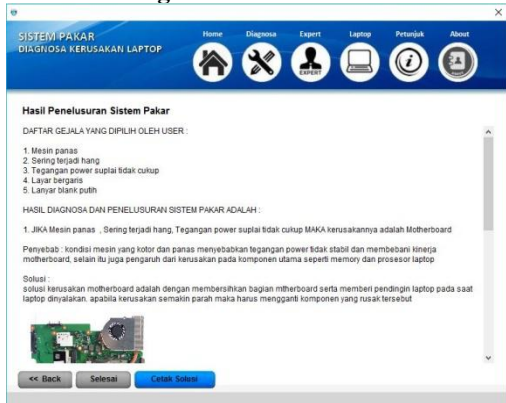 SISTEM PAKAR
DIAGNOSA KERUSAKAN LAPTOP
Home Diagnosa Expert Laptop Petunjuk About
EXPERT
Hasil Penelusuran Sistem Pakar
DAFTAR GEJALA YANG DIPILIH OLEH USER :
1. Mesin panas
2. Sering terjadi hang
3. Tegangan power suplai tidak cukup
4. Layar bergaris
5. Lanyar blank putih
HASIL DIAGNOSA DAN PENELUSURAN SISTEM PAKAR ADALAH :
1. JIKA Mesin panas , Sering terjadi hang, Tegangan power suplai tidak cukup MAKA kerusakannya adalah Motherboard
Penyebab : kondisi mesin yang kotor dan panas menyebabkan tegangan power tidak stabil dan membebani kinerja
motherboard, selain itu juga pengaruh dari kerusakan pada komponen utama seperti memory dan prosesor laptop
Solusi :
solusi kerusakan motherboard adalah dengan membersihkan bagian mtherboard serta memberi pendingin laptop pada saat
laptop dinyalakan. apabila kerusakan semakin parah maka harus mengganti komponen yang rusak tersebut
<< Back Selesai Cetak Solusi